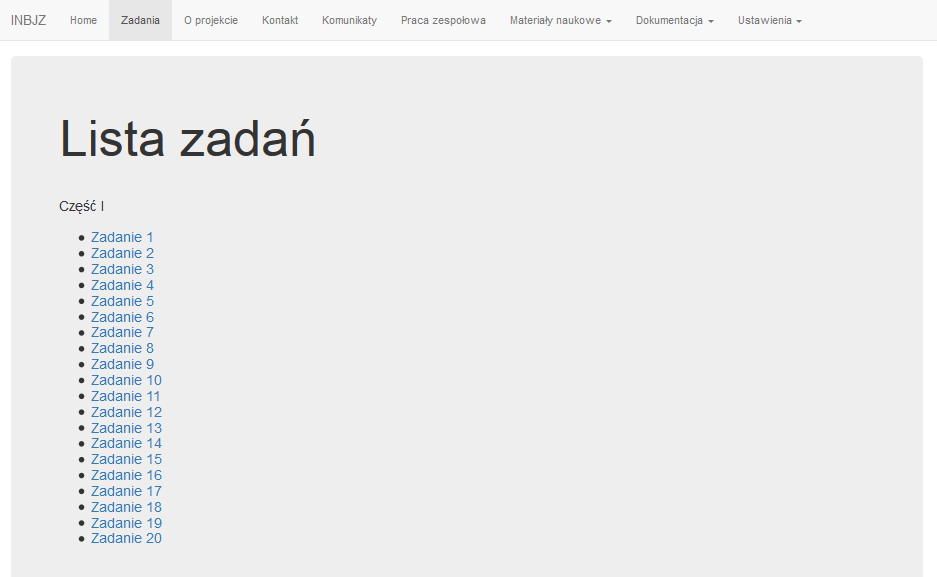 INBJZ Home Zadania O projekcie Kontakt Komunikaty Praca zespołowa Materiały naukowe Dokumentacja Ustawienia
Lista zadań
Część I
Zadanie 1
Zadanie 2
Zadanie 3
Zadanie 4
Zadanie 5
Zadanie 6
Zadanie 7
Zadanie 8
Zadanie 9
Zadanie 10
Zadanie 11
Zadanie 12
Zadanie 13
Zadanie 14
Zadanie 15
Zadanie 16
Zadanie 17
Zadanie 18
Zadanie 19
Zadanie 20